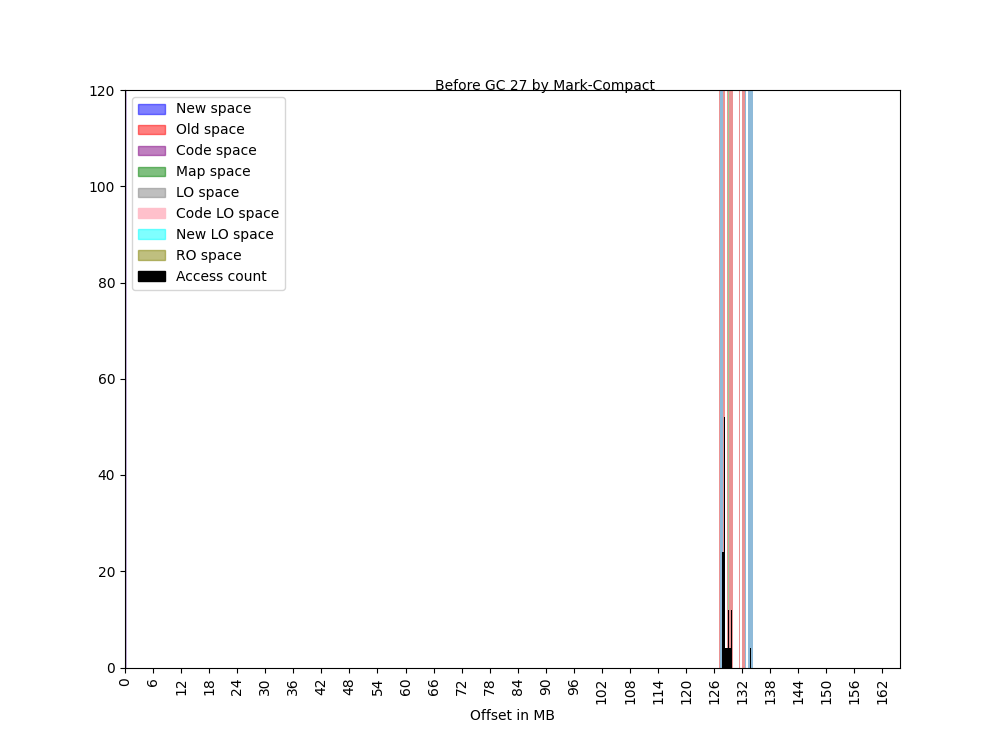 Before GC 27 by Mark-Compact
120
100
80
60
40
20
0
New space
Old space
Code space
Map space
LO space
Code LO space
New LO space
RO space
Access count
0 6 12 18 24 30 36 42 48 54 60 66 72 78 84 90 96 102 108 114 120 126 132 138 144 150 156 162
Offset in MB